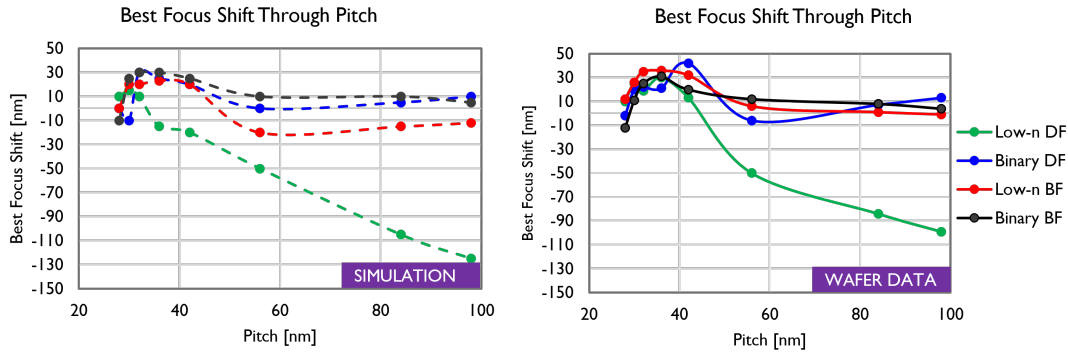 Best Focus Shift Through Pitch
Best Focus Shift [nm]
50
30
10
-10
-30
-50
-70
-90
-110
-130
-150
SIMULATION
20
40
60
80
100
Pitch [nm]
Best Focus Shift Through Pitch
Best Focus Shift [nm]
50
30
10
-10
-30
-50
-70
-90
-110
-130
-150
WAFER DATA
20
40
60
80
100
Pitch [nm]
Low-n DF
Binary DF
Low-n BF
Binary BF